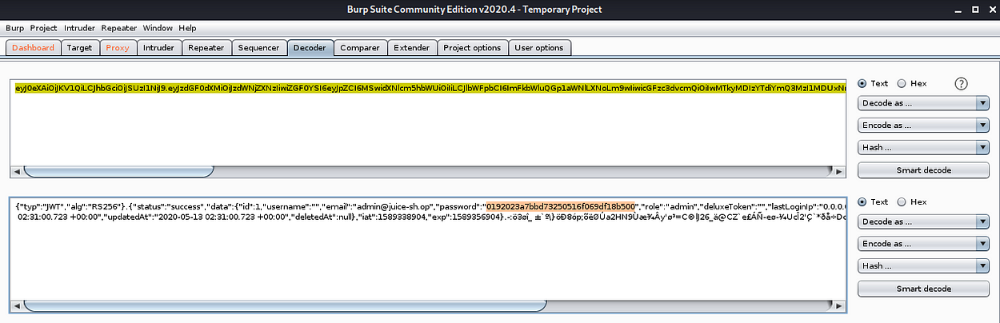 Burp Suite Community Edition v2020.4 - Temporary Project
Burp Project Intruder Repeater Window Help
Dashboard Target Proxy Intruder Repeater Sequencer Decoder Comparer Extender Project options User options
eyJ0eXAiOiJKV1QiLCJhbGciOiJSUzI1NiJ9.eyJzdGF0dXMiOiJzdWNjZXNzIiwiZGF0YSI6eyJpZCI6MSwidXNlcm5hbWUiOiIiLCJlbWFpbCI6ImFkbWluQGp1aWNlLXNoLm9wIiwicGFzc3dvcmQiOiIwMTkyMDIzYTdiYmQ3MzI1MDUxNm
Text Hex ?
Decode as ...
Encode as ...
Hash ...
Smart decode
{"typ":"JWT","alg":"RS256"}.{"status":"success","data":{"id":1,"username":"","email":"admin@juice-sh.op","password":"0192023a7bbd73250516f069df18b500","role":"admin","deluxeToken":"","lastLoginIp":"0.0.0.
02:31:00.723 +00:00","updatedAt":"2020-05-13 02:31:00.723 +00:00","deletedAt":null},"iat":1589338904,"exp":1589356904}
Text Hex
Decode as ...
Encode as ...
Hash ...
Smart decode